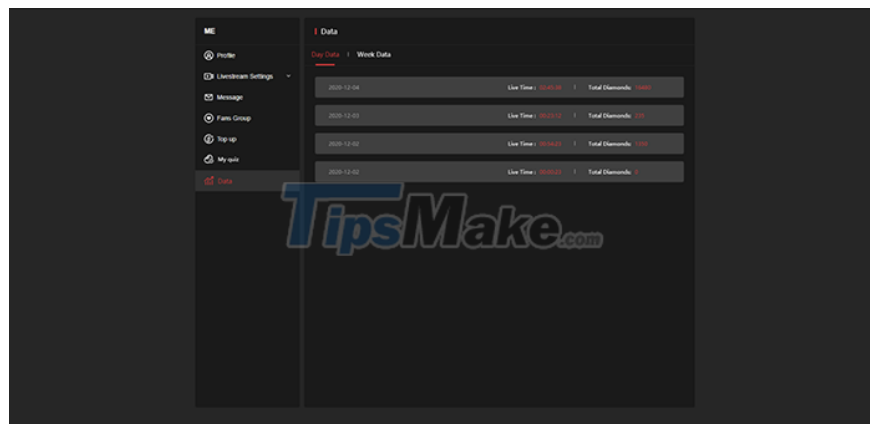 ME
Profile
Livestream Settings
Message
Fans Group
Top up
My quiz
Data
Data
Day Data | Week Data
2020-12-04 Live Time : | Total Diamonds:
2020-12-03 Live Time : | Total Diamonds:
2020-12-02 Live Time : | Total Diamonds:
2020-12-02 Live Time : | Total Diamonds:
TipsMake.com